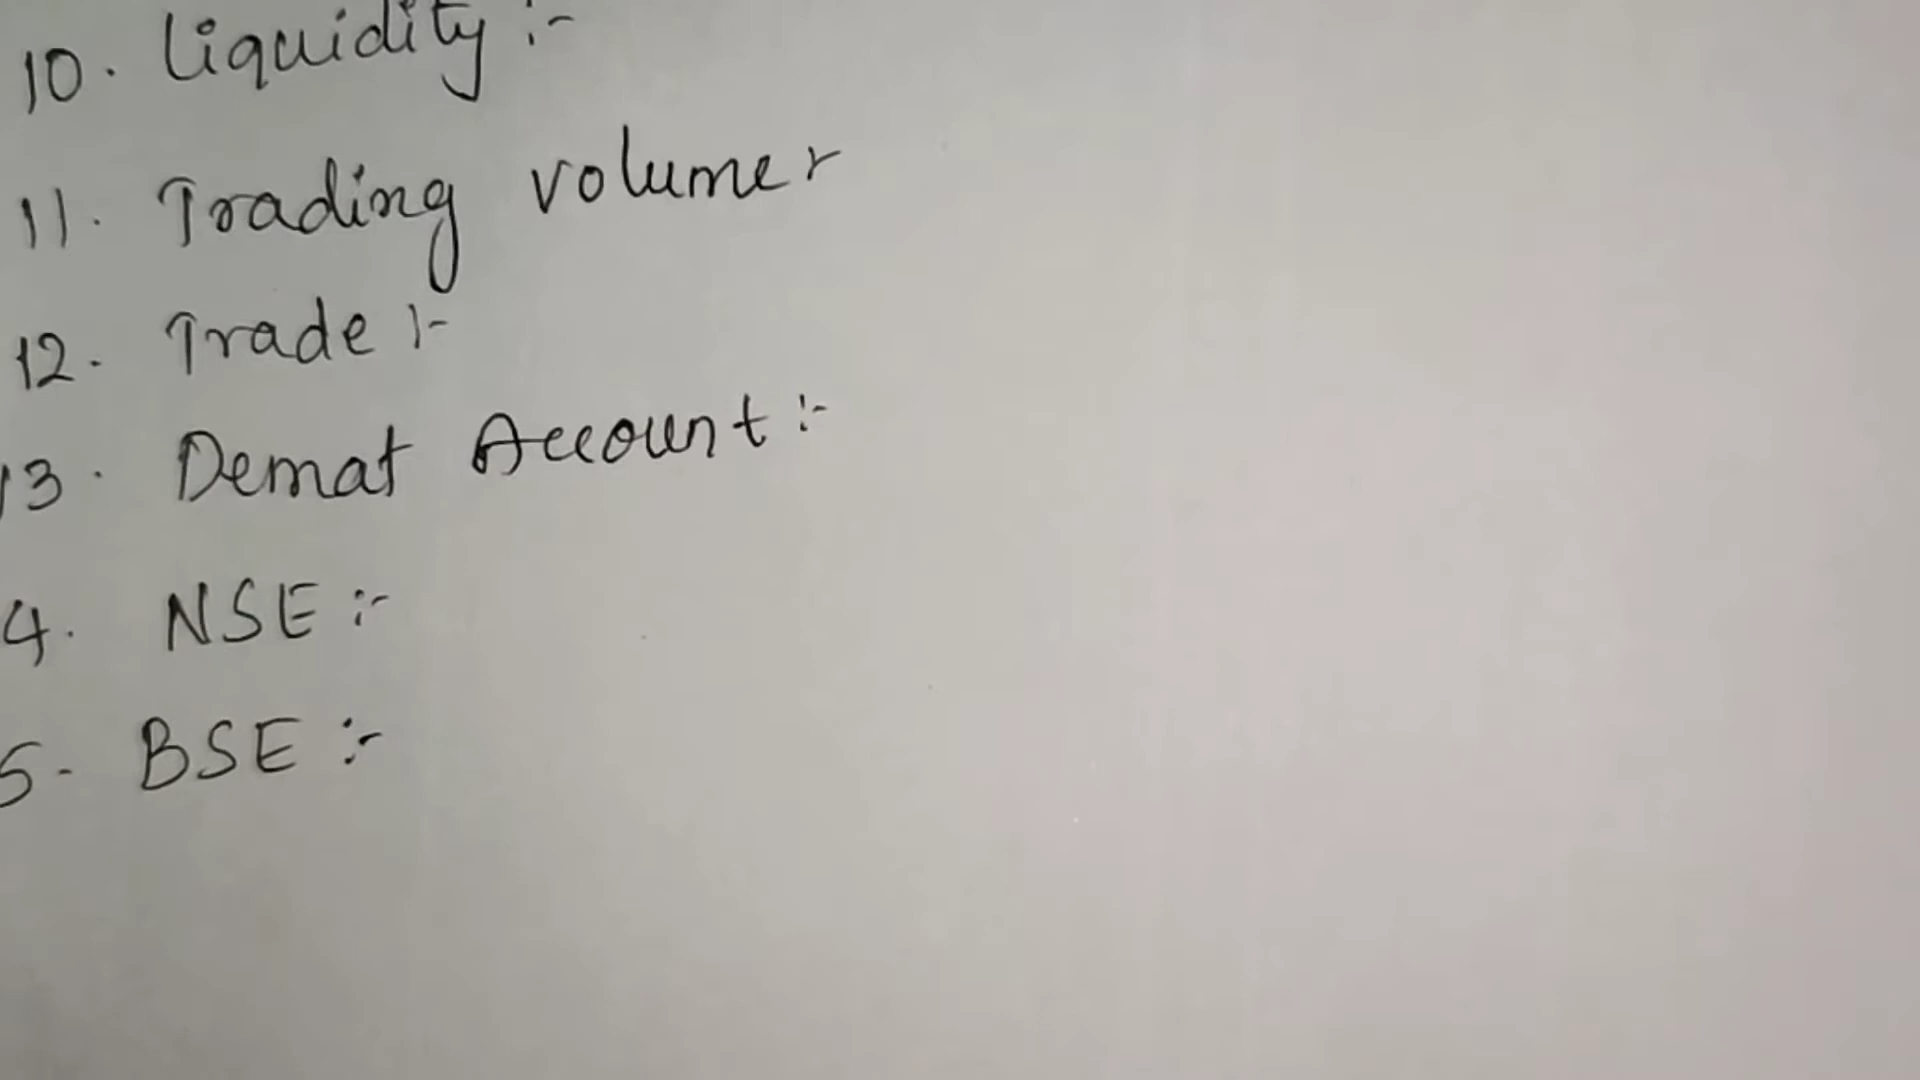 10. Liquidity :-
11. Trading volume :-
12. Trade :-
13. Demat Account :-
4. NSE :-
5. BSE :-